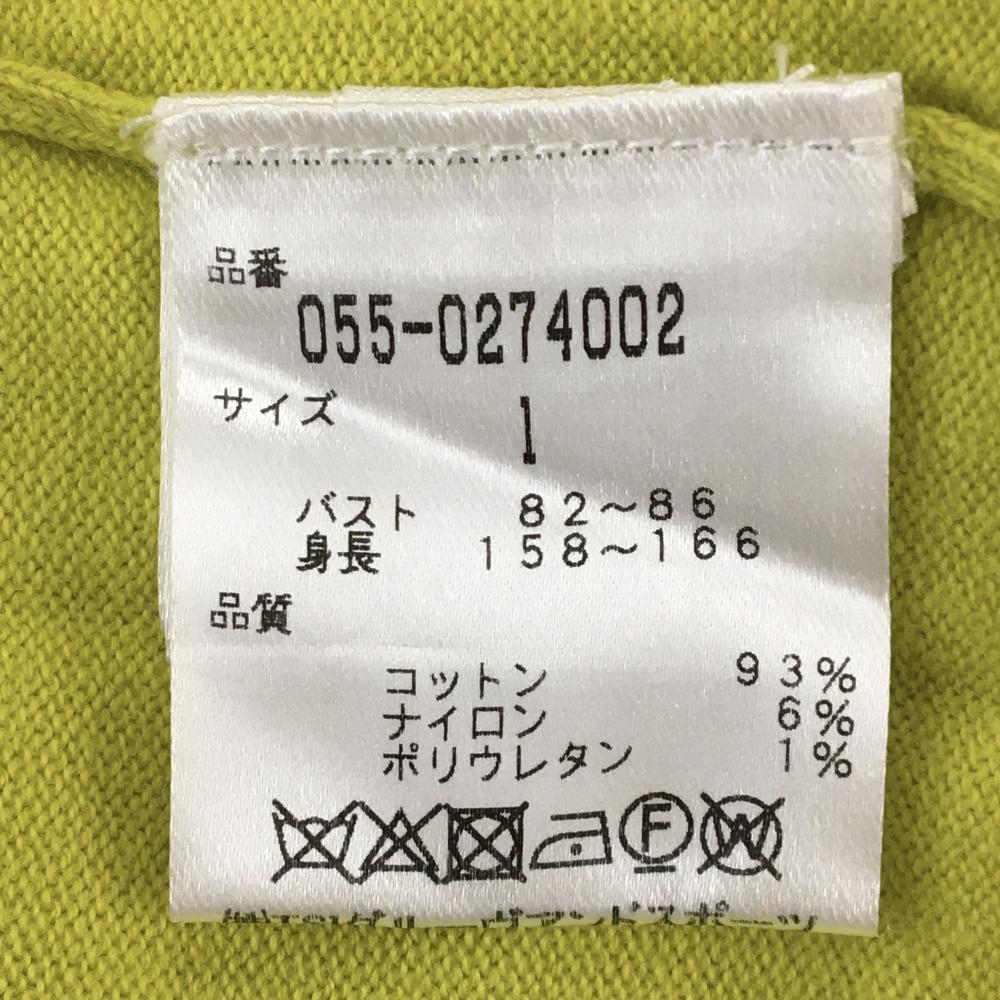 品番
055-0274002
サイズ 1
バスト 82～86
身長 158～166
品質
コットン 93%
ナイロン 6%
ポリウレタン 1%
F W